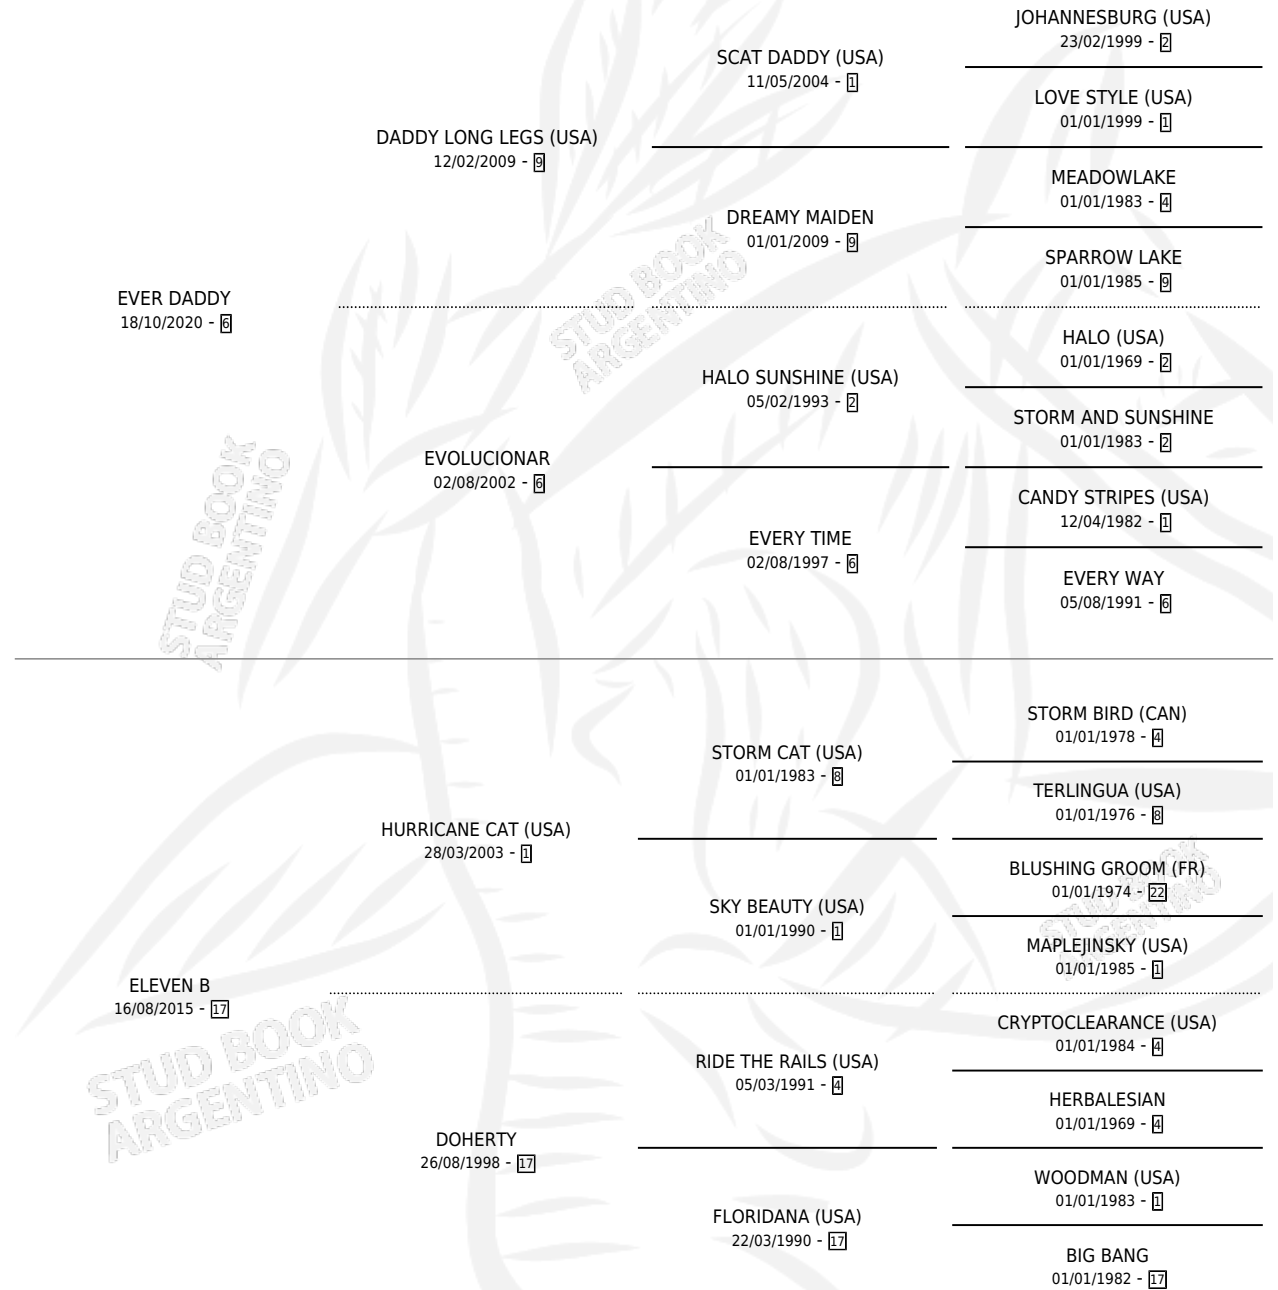 JOHANNESBURG (USA)
23/02/1999 - 2
SCAT DADDY (USA)
11/05/2004 - 1
LOVE STYLE (USA)
01/01/1999 - 1
DADDY LONG LEGS (USA)
12/02/2009 - 9
MEADOWLAKE
01/01/1983 - 4
DREAMY MAIDEN
01/01/2009 - 9
SPARROW LAKE
01/01/1985 - 9
EVER DADDY
18/10/2020 - 6
HALO (USA)
01/01/1969 - 2
HALO SUNSHINE (USA)
05/02/1993 - 2
STORM AND SUNSHINE
01/01/1983 - 2
EVOLUCIONAR
02/08/2002 - 6
CANDY STRIPES (USA)
12/04/1982 - 1
EVERY TIME
02/08/1997 - 6
EVERY WAY
05/08/1991 - 6
STORM BIRD (CAN)
01/01/1978 - 4
STORM CAT (USA)
01/01/1983 - 8
TERLINGUA (USA)
01/01/1976 - 8
HURRICANE CAT (USA)
28/03/2003 - 1
BLUSHING GROOM (FR)
01/01/1974 - 22
SKY BEAUTY (USA)
01/01/1990 - 1
MAPLEJINSKY (USA)
01/01/1985 - 1
ELEVEN B
16/08/2015 - 17
CRYPTOCLEARANCE (USA)
01/01/1984 - 4
RIDE THE RAILS (USA)
05/03/1991 - 4
HERBALESIAN
01/01/1969 - 4
DOHERTY
26/08/1998 - 17
WOODMAN (USA)
01/01/1983 - 1
FLORIDANA (USA)
22/03/1990 - 17
BIG BANG
01/01/1982 - 17
STUD BOOK
ARGENTINO
STUD BOOK
ARGENTINO
STUD BOOK
ARGENTINO
STUD BOOK
ARGENTINO